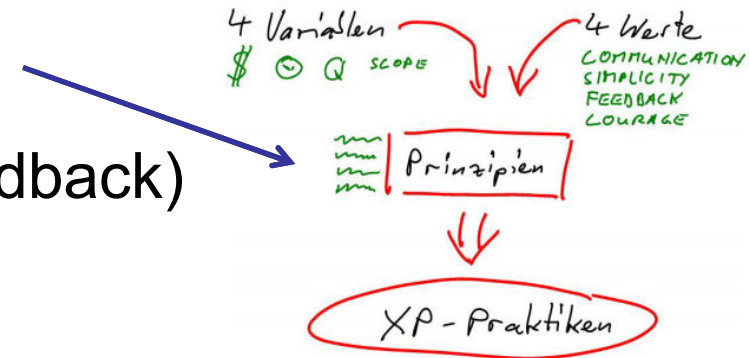 4 Variablen
4 Werte
$ Q SCOPE
COMMUNICATION
SIMPLICITY
FEEDBACK
COURAGE
dback)
Prinzipien
XP-Praktiken